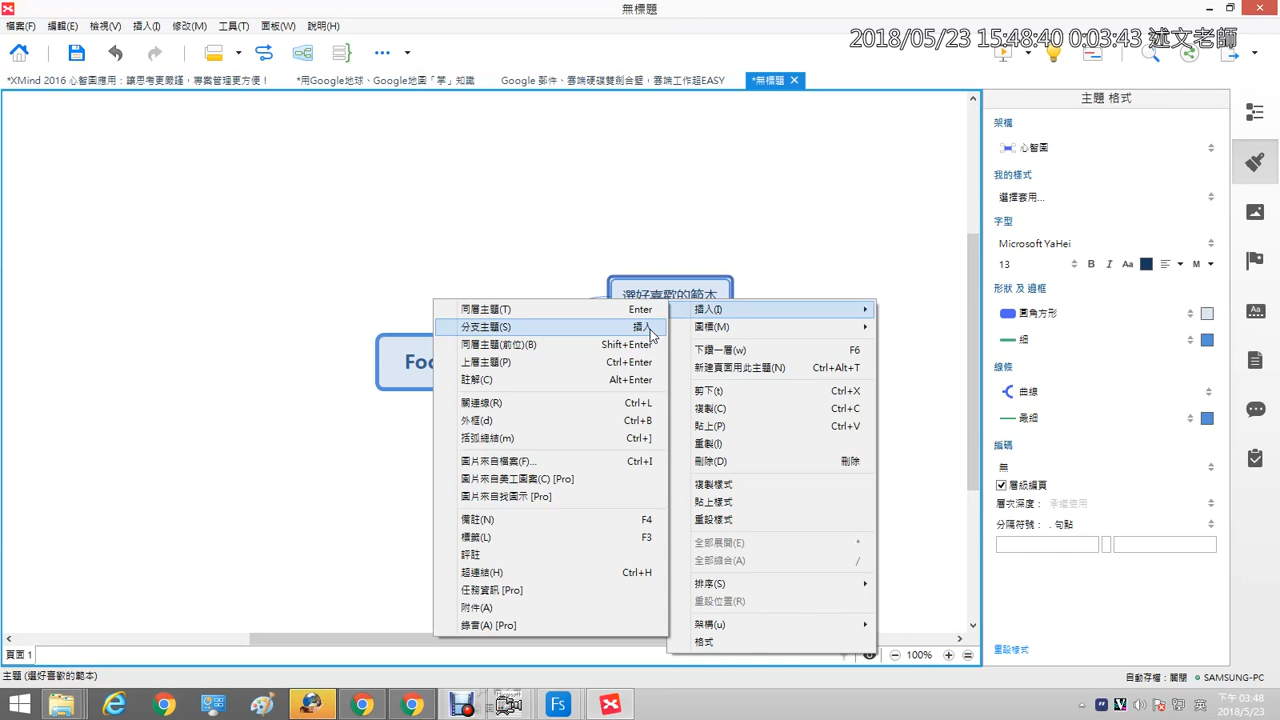 無標題
檔案(F) 編輯(E) 檢視(V) 插入(I) 修改(M) 工具(T) 面板(W) 說明(H)
2018/05/23 15:48:40 0:03:43 述文老師
*XMind 2016 心智圖應用：讓思考更嚴謹，專案管理更方便！ *用Google地球、Google地圖「學」知識 Google 郵件、雲端硬碟雙劍合壁，雲端工作超EASY *無標題
主題 格式
架構
心智圖
我的樣式
選擇套用...
字型
Microsoft YaHei
13 B I Aa M
形狀 及 邊框
圓角方形
細
線條
曲線
最細
編碼
無
層級編頁
層次深度： 承繼使用
分隔符號： . 句點
重設樣式
選好喜歡的範本
Foo
同層主題(T) Enter
分支主題(S) 插入
同層主題(前位)(B) Shift+Enter
上層主題(P) Ctrl+Enter
註解(C) Alt+Enter
關連線(R) Ctrl+L
外框(d) Ctrl+B
括弧總結(m) Ctrl+]
圖片來自檔案(F)... Ctrl+I
圖片來自美工圖案(C) [Pro]
圖片來自找圖示 [Pro]
備註(N) F4
標籤(L) F3
評註
超連結(H) Ctrl+H
任務資訊 [Pro]
附件(A)
錄音(A) [Pro]
插入(I)
圖標(M)
下鑽一層(w) F6
新建頁面用此主題(N) Ctrl+Alt+T
剪下(t) Ctrl+X
複製(C) Ctrl+C
貼上(P) Ctrl+V
重製(I)
刪除(D) 刪除
複製樣式
貼上樣式
重設樣式
全部展開(E) *
全部縮合(A) /
排序(S)
重設位置(R)
架構(u)
格式
頁面 1
100%
主題 (選好喜歡的範本)
自動存檔： 關閉 SAMSUNG-PC
Fs
英
下午 03:48
2018/5/23